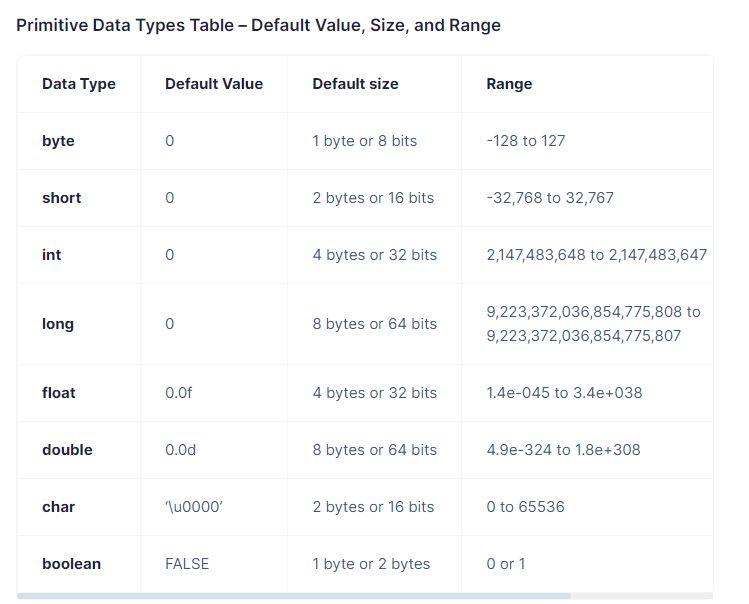 Primitive Data Types Table – Default Value, Size, and Range
Data Type Default Value Default size Range
byte 0 1 byte or 8 bits -128 to 127
short 0 2 bytes or 16 bits -32,768 to 32,767
int 0 4 bytes or 32 bits 2,147,483,648 to 2,147,483,647
long 0 8 bytes or 64 bits 9,223,372,036,854,775,808 to
9,223,372,036,854,775,807
float 0.0f 4 bytes or 32 bits 1.4e-045 to 3.4e+038
double 0.0d 8 bytes or 64 bits 4.9e-324 to 1.8e+308
char ‘\u0000’ 2 bytes or 16 bits 0 to 65536
boolean FALSE 1 byte or 2 bytes 0 or 1